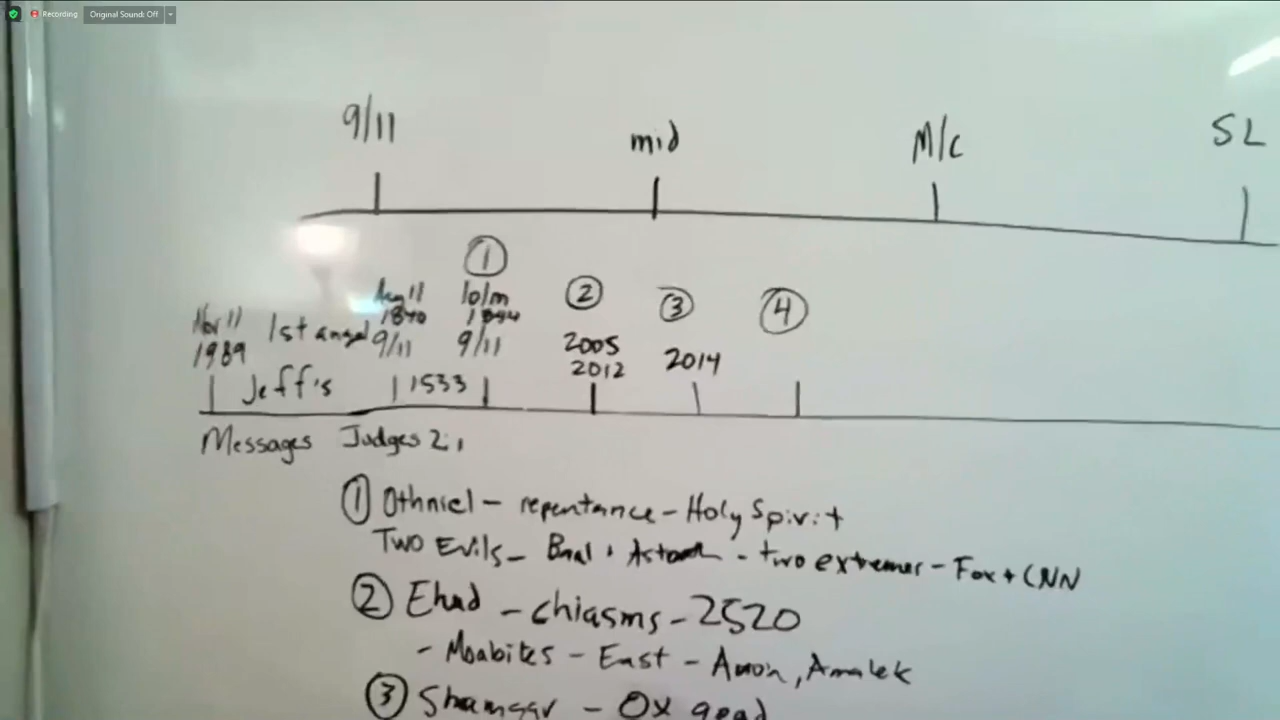 Recording Original Sound: Off
9/11 mid M/c SL
① ② ③ ④
Nov 11 1st angel Aug 11 10/m
1989 1840 1844
9/11 9/11 2005 2014
2012
Jeff's 1533
Messages Judges 2:1
① Othniel - repentance - Holy Spirit
Two Evils - Baal + - two extremes - Fox + CNN
② Ehud - chiasms - 2520
- Moabites - East - Amon, Amalek
③ Shamgar - Ox goad